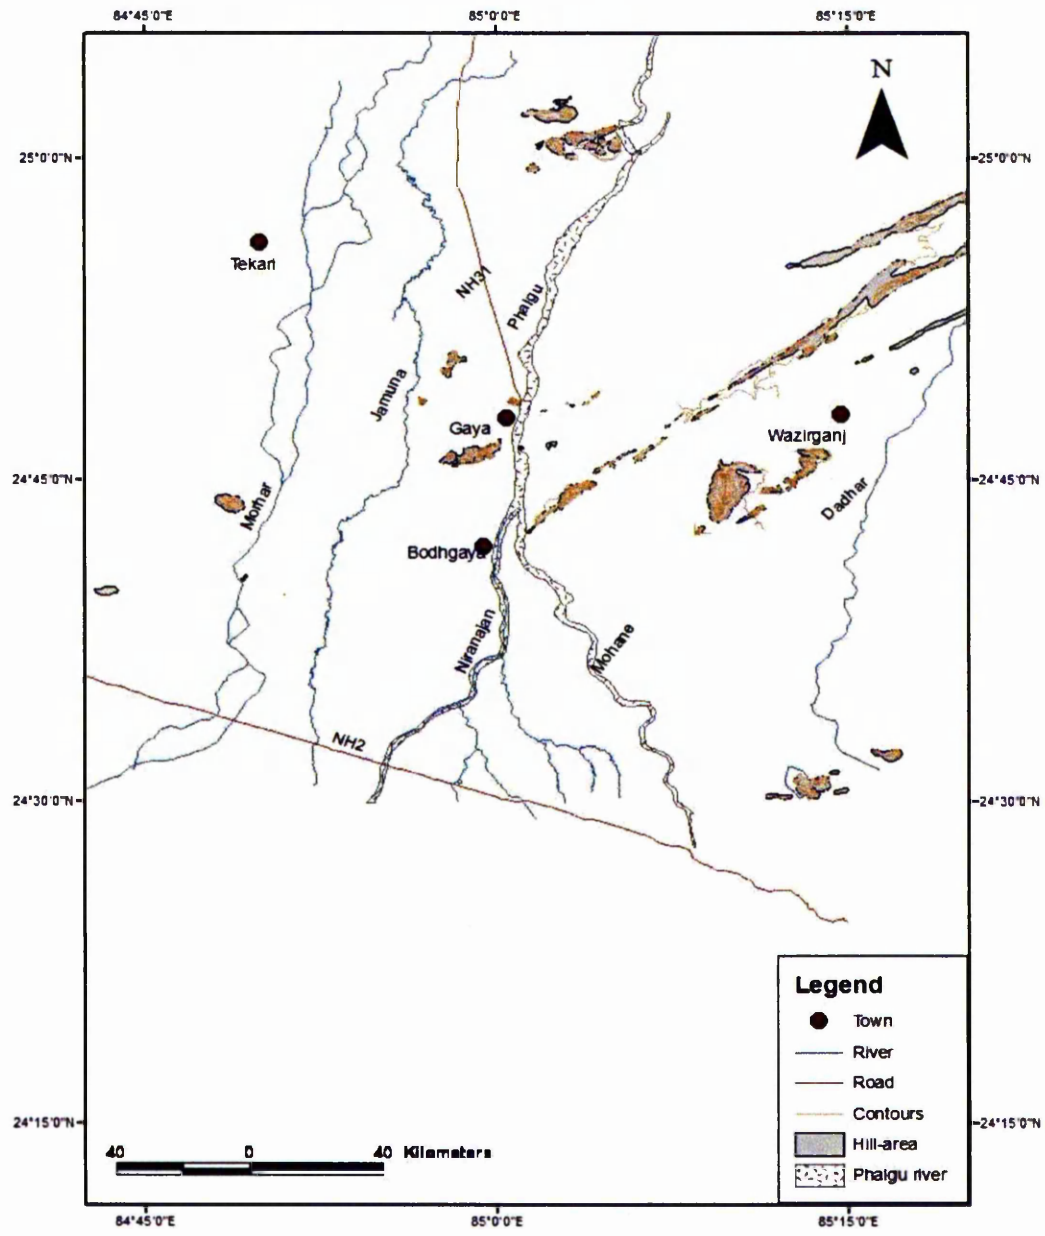 84°45'0"E 85°0'0"E 85°15'0"E
N
25°0'0"N 25°0'0"N
Tekari
NH31
Phalgu
Jamuna
Gaya
Wazirganj
24°45'0"N 24°45'0"N
Morhar
Dadhar
Bodhgaya
Niranajan
Mohane
NH2
24°30'0"N 24°30'0"N
Legend
Town
River
Road
Contours
Hill-area
Phalgu river
24°15'0"N 24°15'0"N
40 0 40 Kilometers
84°45'0"E 85°0'0"E 85°15'0"E